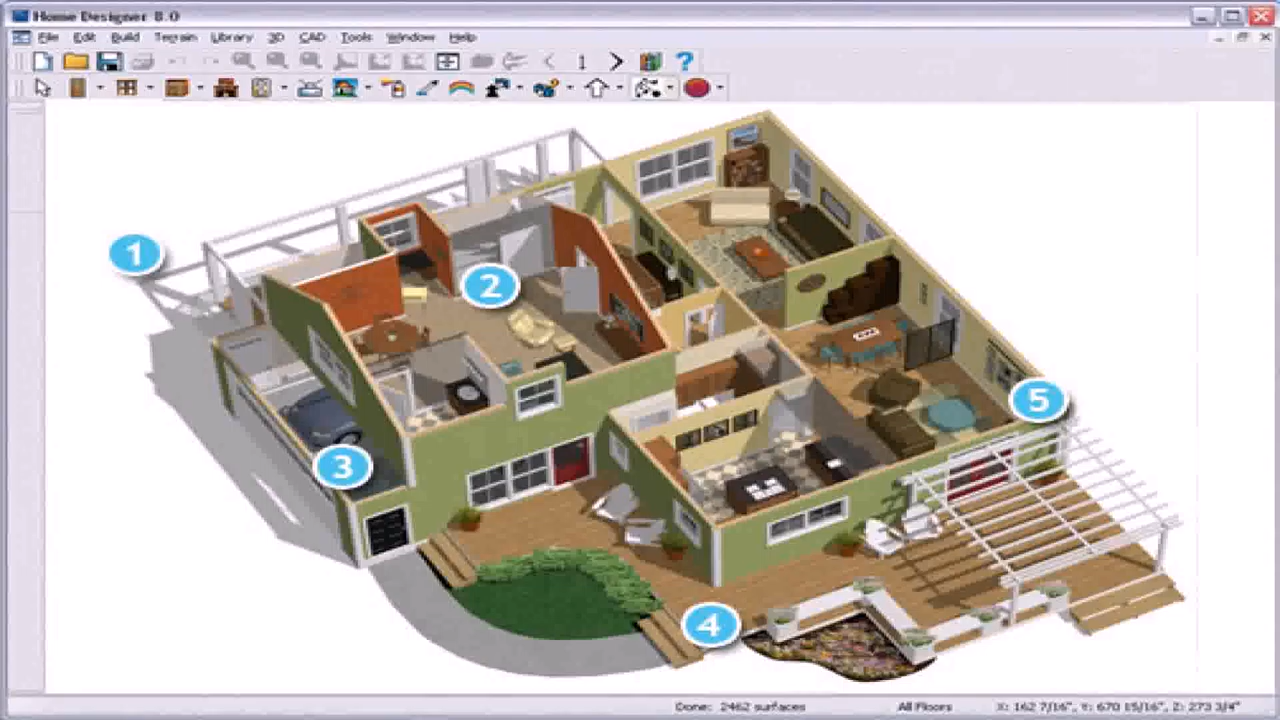 Home Designer 8.0
File Edit Build Terrain Library 3D CAD Tools Window Help
1
1
2
5
3
4
Done: 2462 surfaces All Floors X: 162 7/16", Y: 670 15/16", Z: 273 3/4"